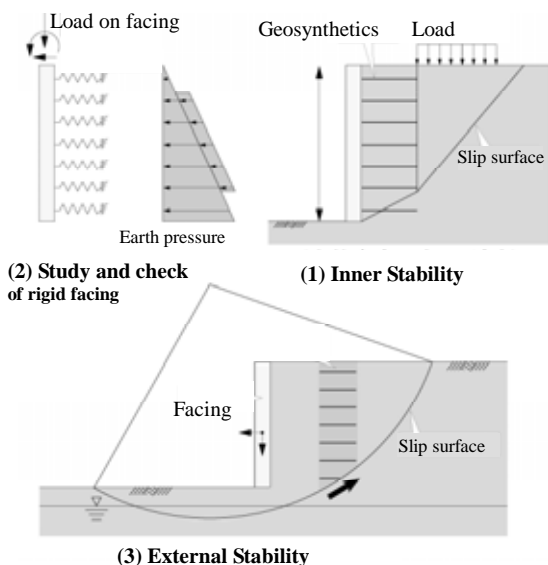 Load on facing
Geosynthetics
Load
Slip surface
Earth pressure
(2) Study and check
of rigid facing
(1) Inner Stability
Facing
Slip surface
(3) External Stability